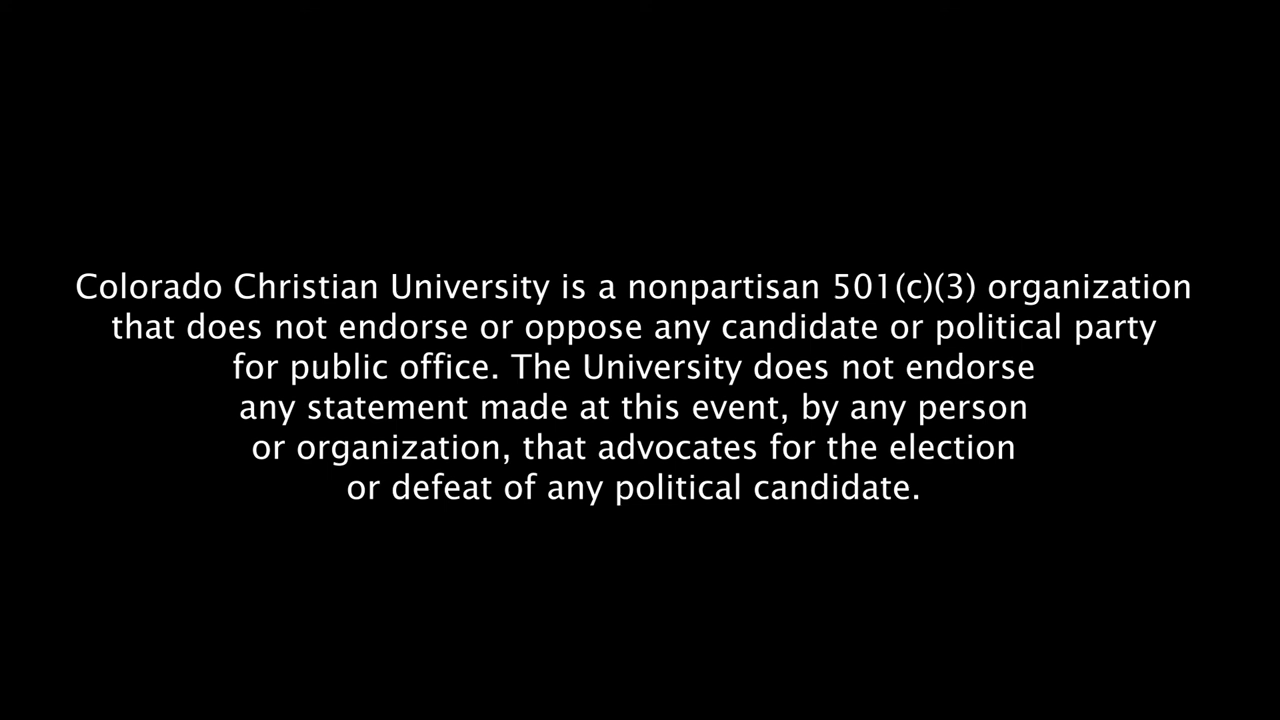 Colorado Christian University is a nonpartisan 501(c)(3) organization
that does not endorse or oppose any candidate or political party
for public office. The University does not endorse
any statement made at this event, by any person
or organization, that advocates for the election
or defeat of any political candidate.